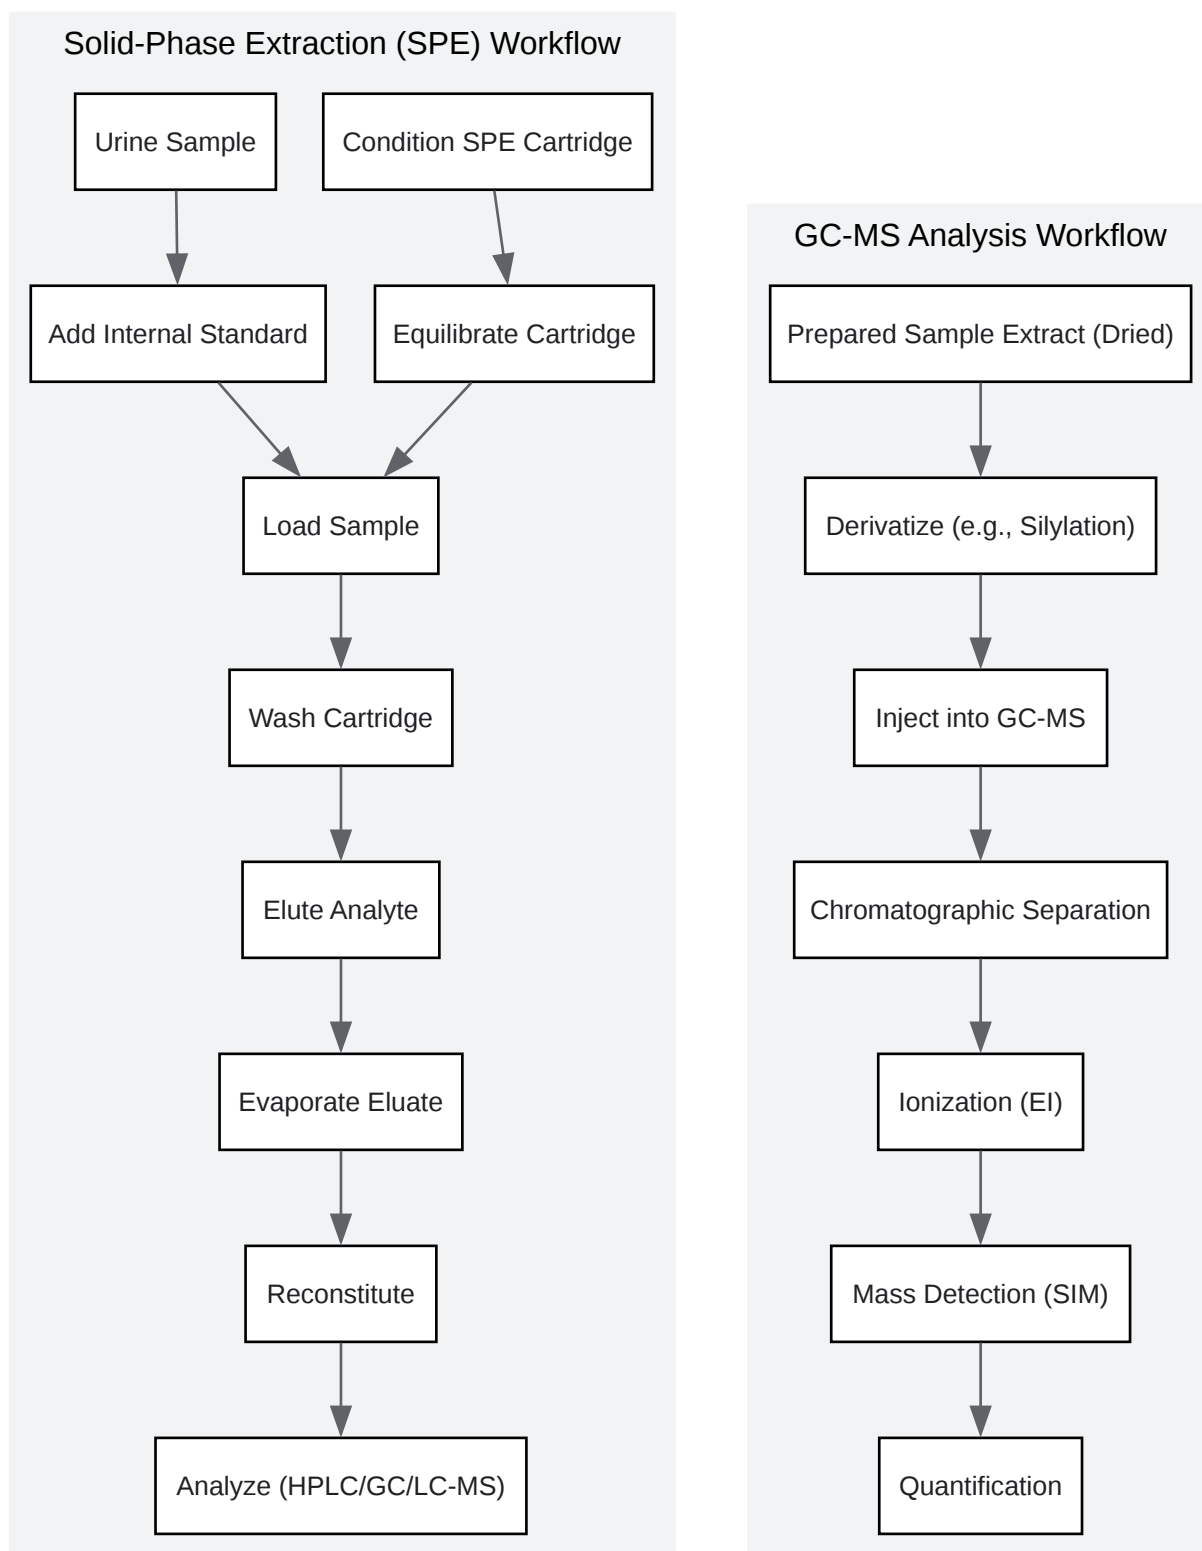 Solid-Phase Extraction (SPE) Workflow
Urine Sample
Condition SPE Cartridge
Add Internal Standard
Equilibrate Cartridge
Load Sample
Wash Cartridge
Elute Analyte
Evaporate Eluate
Reconstitute
Analyze (HPLC/GC/LC-MS)
GC-MS Analysis Workflow
Prepared Sample Extract (Dried)
Derivatize (e.g., Silylation)
Inject into GC-MS
Chromatographic Separation
Ionization (EI)
Mass Detection (SIM)
Quantification